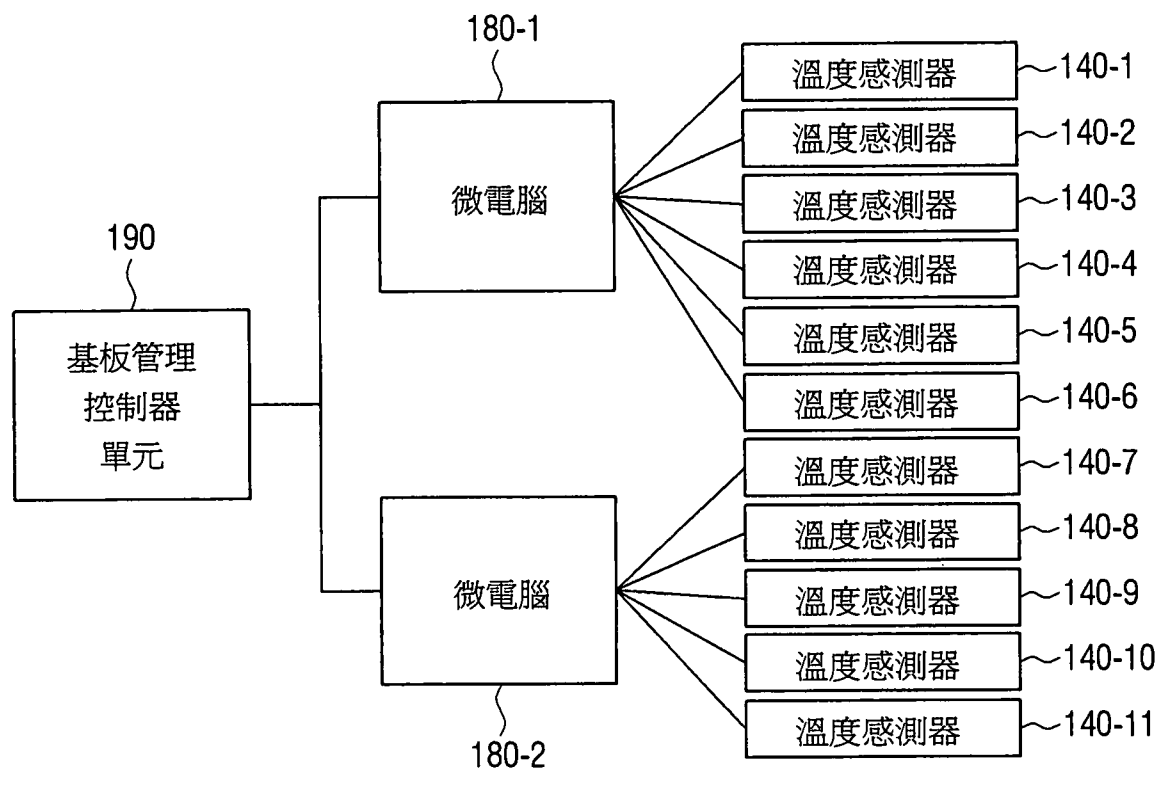 180-1
微電腦
190
基板管理
控制器
單元
微電腦
180-2
溫度感測器 140-1
溫度感測器 140-2
溫度感測器 140-3
溫度感測器 140-4
溫度感測器 140-5
溫度感測器 140-6
溫度感測器 140-7
溫度感測器 140-8
溫度感測器 140-9
溫度感測器 140-10
溫度感測器 140-11